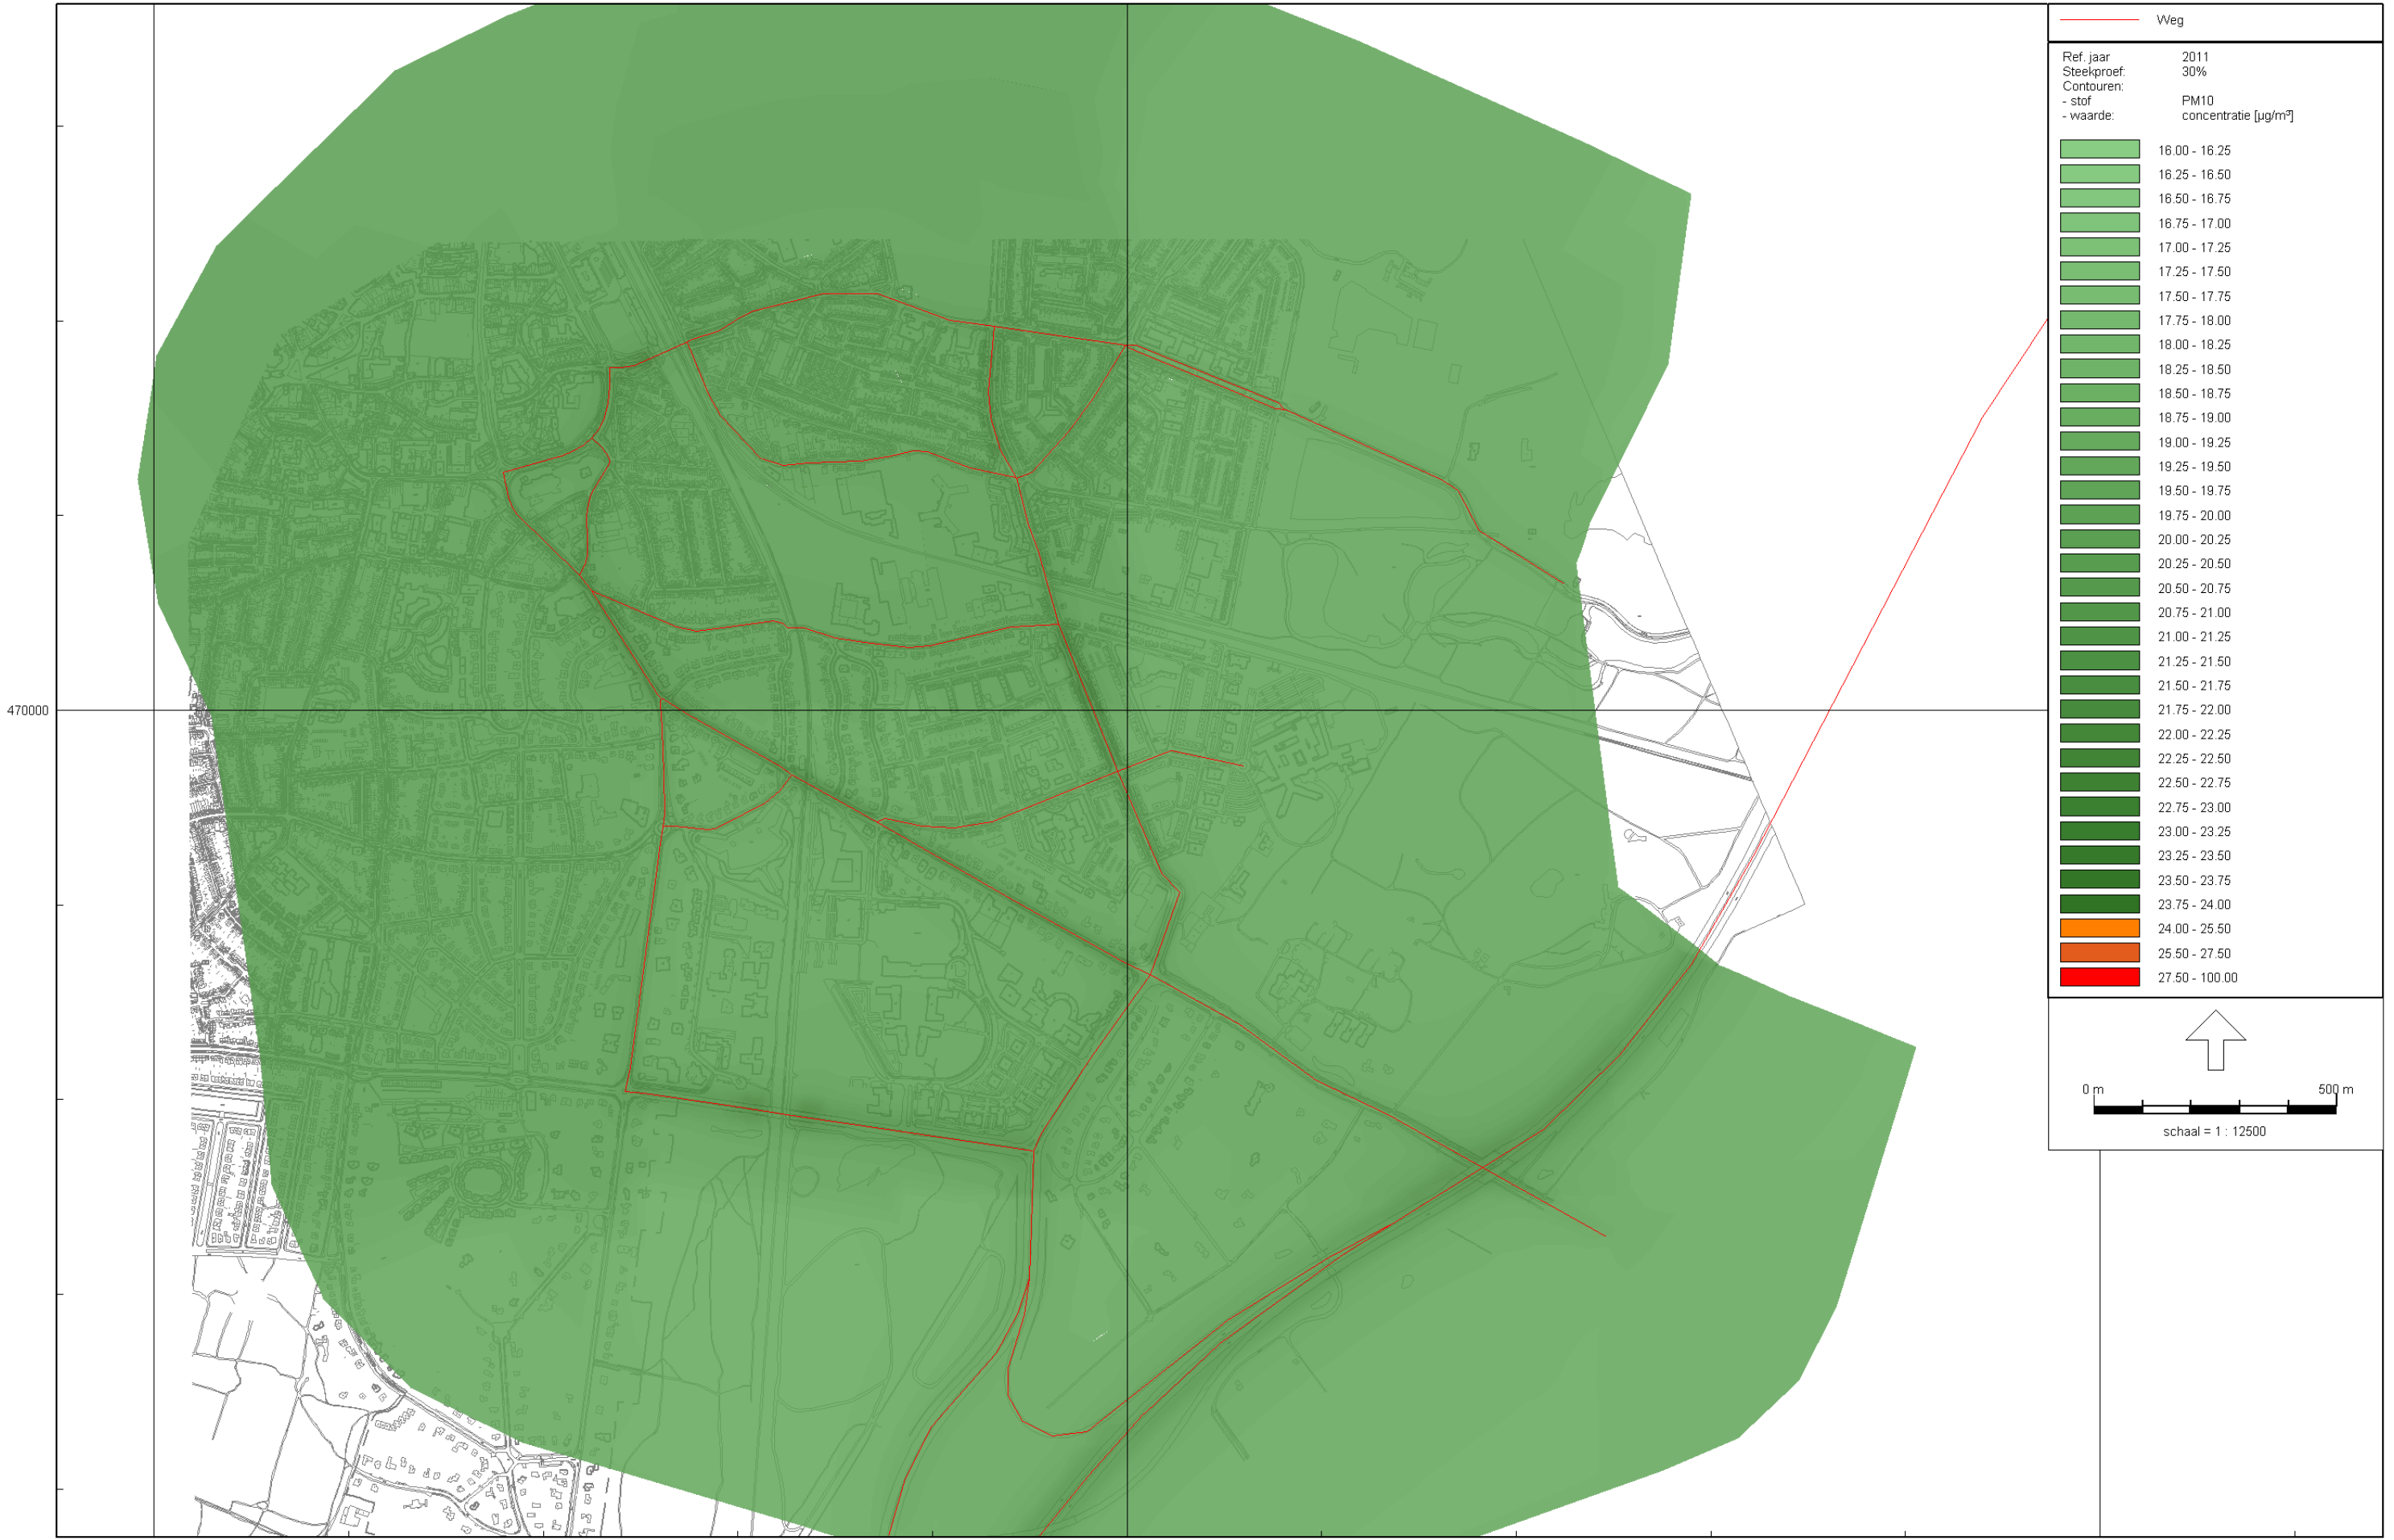 Weg
Ref. jaar 2011
Steekproef: 30%
Contouren:
- stof PM10
- waarde: concentratie [µg/m³]
16.00 - 16.25
16.25 - 16.50
16.50 - 16.75
16.75 - 17.00
17.00 - 17.25
17.25 - 17.50
17.50 - 17.75
17.75 - 18.00
18.00 - 18.25
18.25 - 18.50
18.50 - 18.75
18.75 - 19.00
19.00 - 19.25
19.25 - 19.50
19.50 - 19.75
19.75 - 20.00
20.00 - 20.25
20.25 - 20.50
20.50 - 20.75
20.75 - 21.00
21.00 - 21.25
21.25 - 21.50
21.50 - 21.75
21.75 - 22.00
22.00 - 22.25
22.25 - 22.50
22.50 - 22.75
22.75 - 23.00
23.00 - 23.25
23.25 - 23.50
23.50 - 23.75
23.75 - 24.00
24.00 - 25.50
25.50 - 27.50
27.50 - 100.00
470000
0 m 500 m
schaal = 1 : 12500